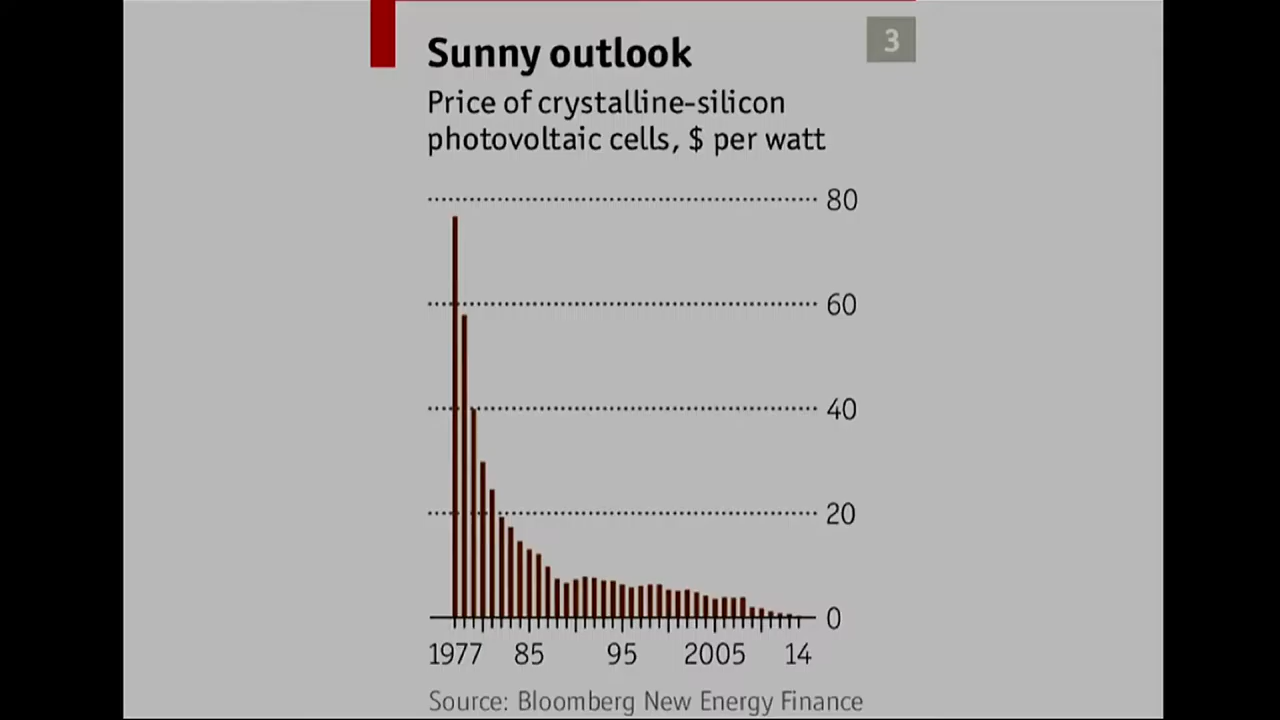 Sunny outlook
3
Price of crystalline-silicon
photovoltaic cells, $ per watt
80
60
40
20
0
1977 85 95 2005 14
Source: Bloomberg New Energy Finance